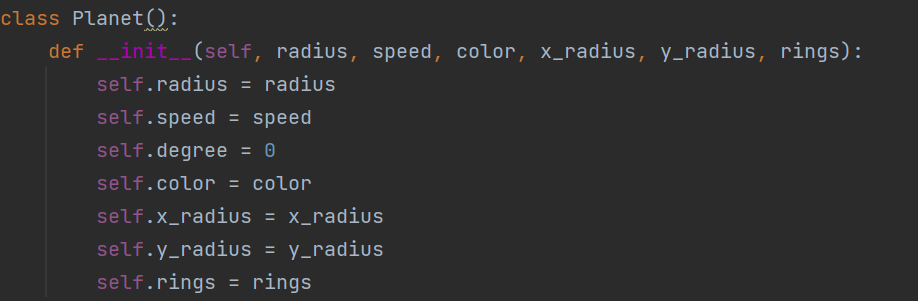 class Planet():
    def __init__(self, radius, speed, color, x_radius, y_radius, rings):
        self.radius = radius
        self.speed = speed
        self.degree = 0
        self.color = color
        self.x_radius = x_radius
        self.y_radius = y_radius
        self.rings = rings